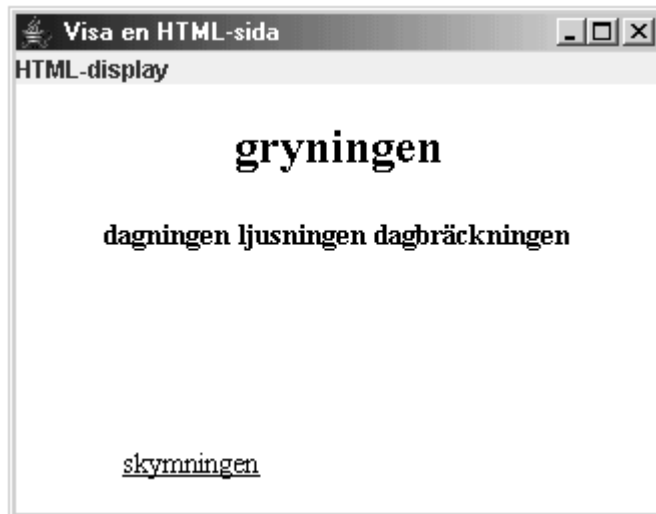 Visa en HTML-sida
HTML-display
gryningen
dagningen ljusningen dagbräckningen
skymningen